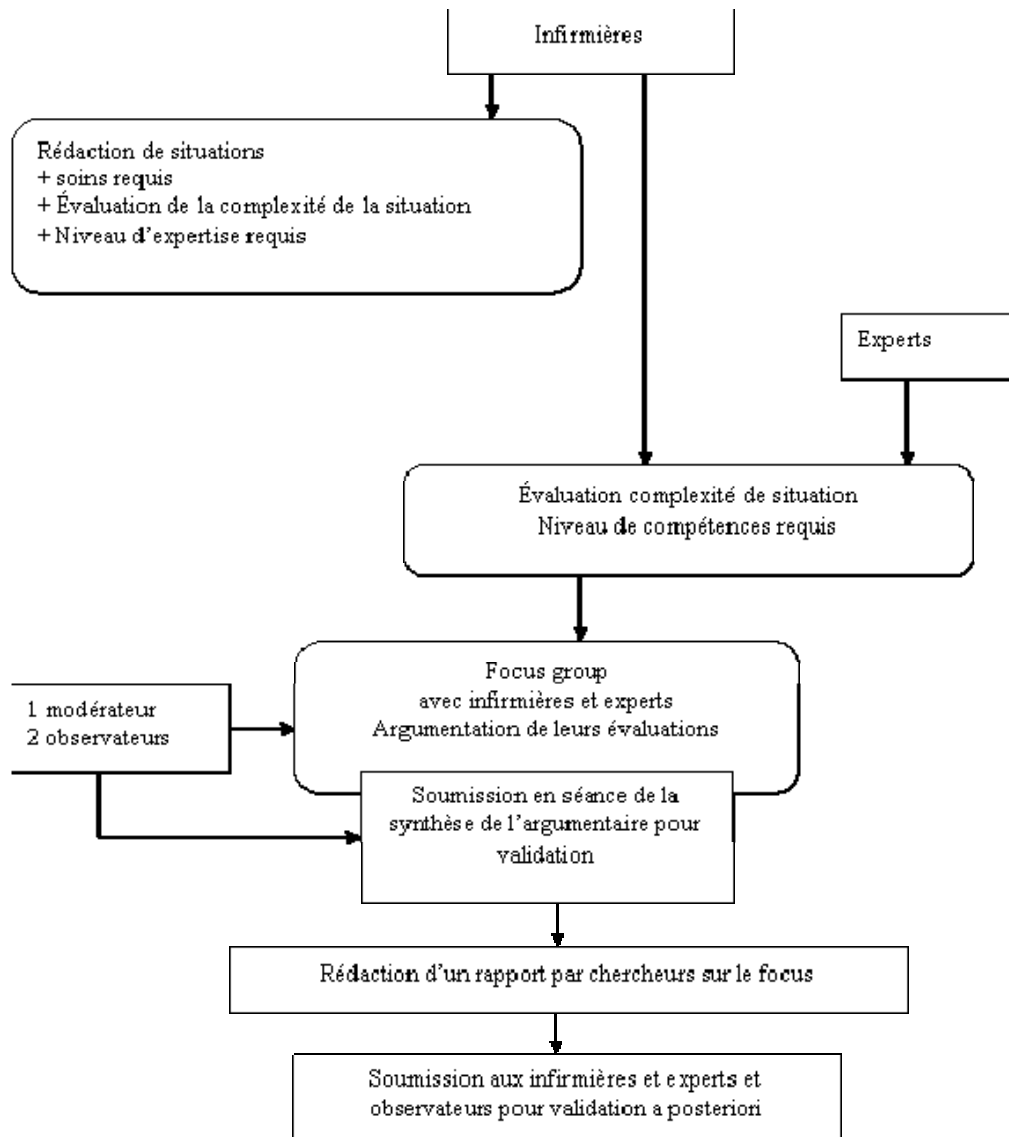 Infirmières
Rédaction de situations
+ soins requis
+ Évaluation de la complexité de la situation
+ Niveau d'expertise requis
Experts
Évaluation complexité de situation
Niveau de compétences requis
Focus group
avec infirmières et experts
Argumentation de leurs évaluations
1 modérateur
2 observateurs
Soumission en séance de la
synthèse de l'argumentaire pour
validation
Rédaction d'un rapport par chercheurs sur le focus
Soumission aux infirmières et experts et
observateurs pour validation a posteriori